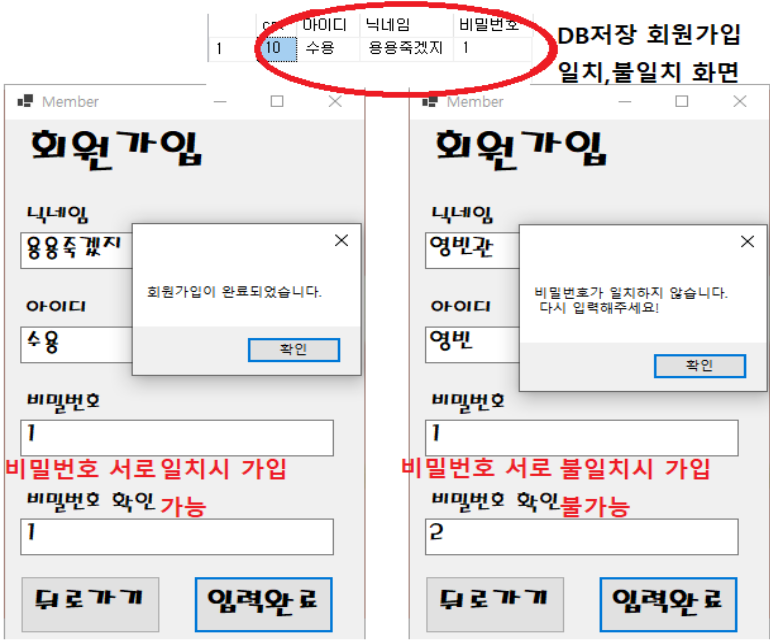 cnt 아이디 닉네임 비밀번호
1 10 수용 용용죽겠지 1
DB저장 회원가입
일치,불일치 화면
Member
회원가입
닉네임
용용죽겠지
회원가입이 완료되었습니다.
확인
아이디
수용
비밀번호
1
비밀번호 서로일치시 가입
가능
비밀번호 확인
1
뒤로가기
입력완료
Member
회원가입
닉네임
영빈관
비밀번호가 일치하지 않습니다.
다시 입력해주세요!
확인
아이디
영빈
비밀번호
1
비밀번호 서로 불일치시 가입
불가능
비밀번호 확인
2
뒤로가기
입력완료